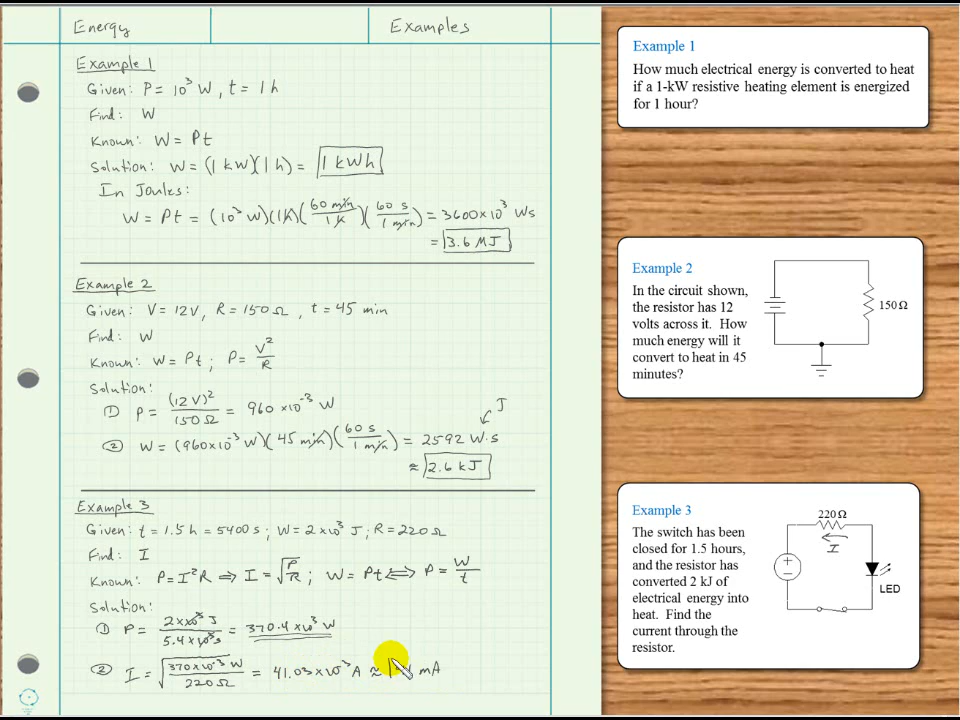 Energy
Examples
Example 1
Given: P = 10³ W, t = 1 h
Find: W
Known: W = Pt
Solution: W = (1 kW)(1 h) = 1 kWh
In Joules:
W = Pt = (10³ W)(1h)(60 min / 1 h)(60 s / 1 min) = 3600×10³ Ws
= 3.6 MJ
Example 2
Given: V = 12V, R = 150 Ω, t = 45 min
Find: W
Known: W = Pt; P = V² / R
Solution:
① P = (12 V)² / 150 Ω = 960 ×10⁻³ W
J
② W = (960×10⁻³ W)(45 min)(60 s / 1 min) = 2592 W·s
≈ 2.6 kJ
Example 3
Given: t = 1.5 h = 5400 s; W = 2×10³ J; R = 220 Ω
Find: I
Known: P = I²R ⇒ I = √(P/R); W = Pt ⇔ P = W / t
Solution:
① P = 2×10³ J / 5.4×10³ s = 370.4×10⁻³ W
② I = √(370×10⁻³ W / 220 Ω) = 41.03×10⁻³ A ≈ mA
Example 1
How much electrical energy is converted to heat
if a 1-kW resistive heating element is energized
for 1 hour?
Example 2
In the circuit shown,
the resistor has 12
volts across it. How
much energy will it
convert to heat in 45
minutes?
150 Ω
Example 3
The switch has been
closed for 1.5 hours,
and the resistor has
converted 2 kJ of
electrical energy into
heat. Find the
current through the
resistor.
220 Ω
I
+
−
LED